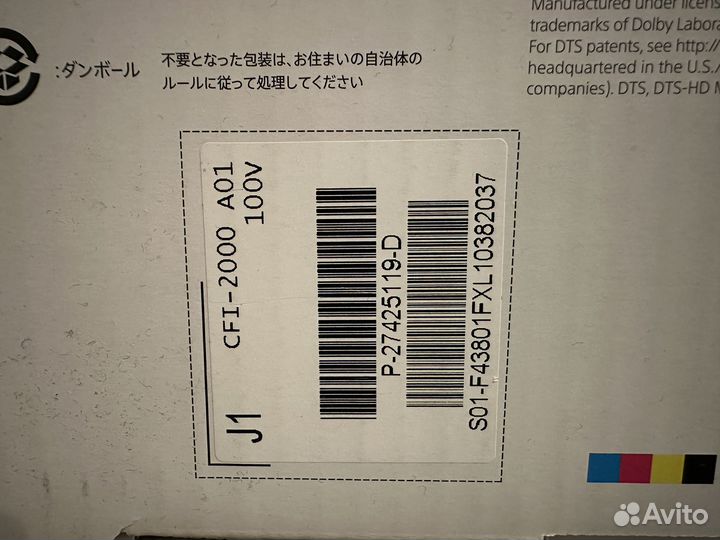 Manufactured under licens
trademarks of Dolby Labora
For DTS patents, see http://
headquartered in the U.S./
companies). DTS, DTS-HD M
:ダンボール
不要となった包装は、お住まいの自治体の
ルールに従って処理してください
J1
CFI-2000 A01
100V
P-27425119-D
S01-F43801FXL10382037
Avito